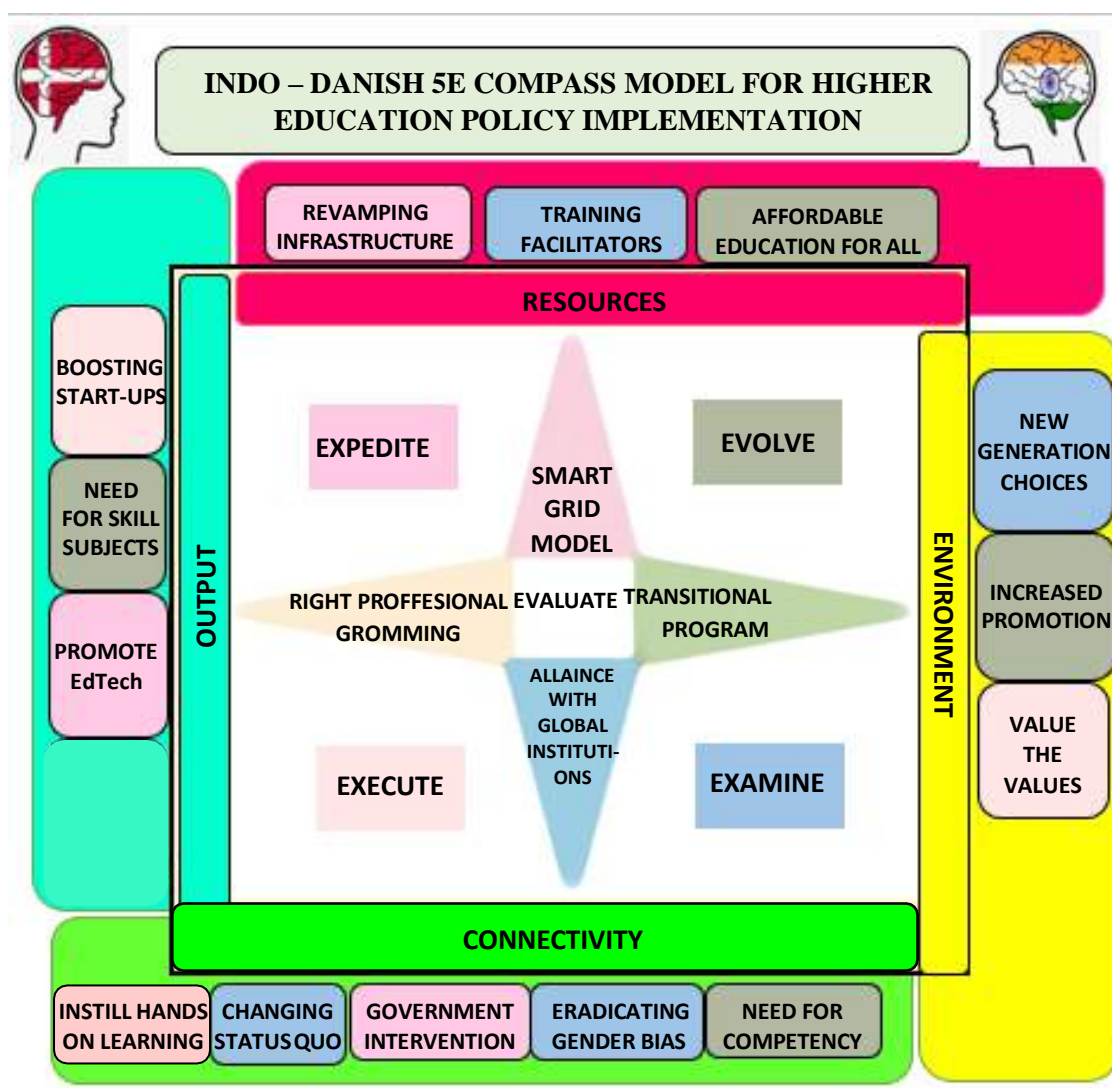 INDO – DANISH 5E COMPASS MODEL FOR HIGHER
EDUCATION POLICY IMPLEMENTATION
REVAMPING
INFRASTRUCTURE
TRAINING
FACILITATORS
AFFORDABLE
EDUCATION FOR ALL
RESOURCES
BOOSTING
START-UPS
NEED
FOR SKILL
SUBJECTS
PROMOTE
EdTech
OUTPUT
EXPEDITE
EVOLVE
SMART
GRID
MODEL
RIGHT PROFFESIONAL
GROMMING
EVALUATE
TRANSITIONAL
PROGRAM
ALLAINCE
WITH
GLOBAL
INSTITUTI-
ONS
EXECUTE
EXAMINE
ENVIRONMENT
NEW
GENERATION
CHOICES
INCREASED
PROMOTION
VALUE
THE
VALUES
CONNECTIVITY
INSTILL HANDS
ON LEARNING
CHANGING
STATUS QUO
GOVERNMENT
INTERVENTION
ERADICATING
GENDER BIAS
NEED FOR
COMPETENCY